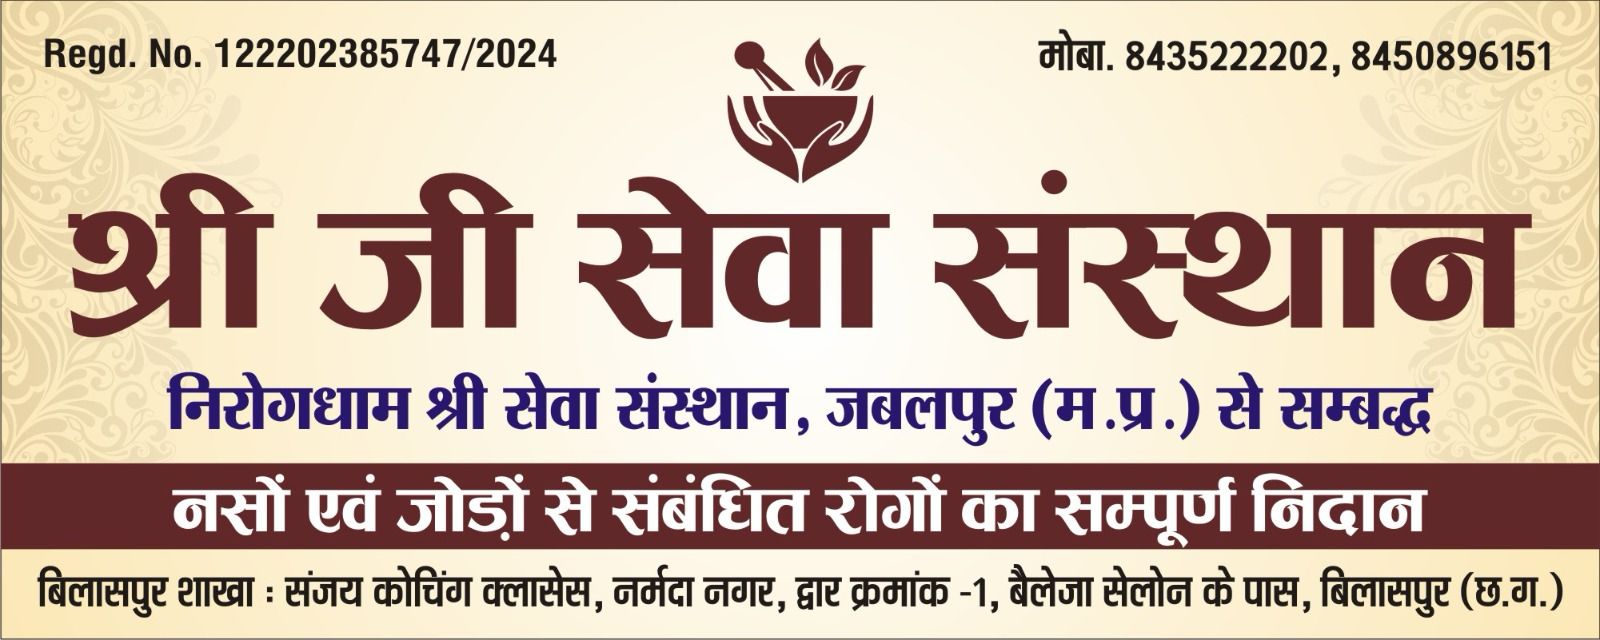 Regd. No. 122202385747/2024
मोबा. 8435222202, 8450896151
श्री जी सेवा संस्थान
निरोगधाम श्री सेवा संस्थान, जबलपुर (म.प्र.) से सम्बद्ध
नसों एवं जोड़ों से संबंधित रोगों का सम्पूर्ण निदान
बिलासपुर शाखा : संजय कोचिंग क्लासेस, नर्मदा नगर, द्वार क्रमांक -1, बैलेजा सेलोन के पास, बिलासपुर (छ.ग.)